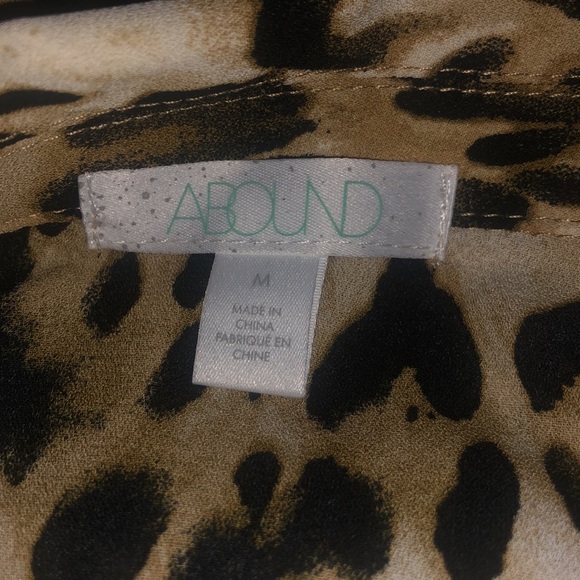 ABOUND
M
MADE IN
CHINA
FABRIQUÉ EN
CHINE